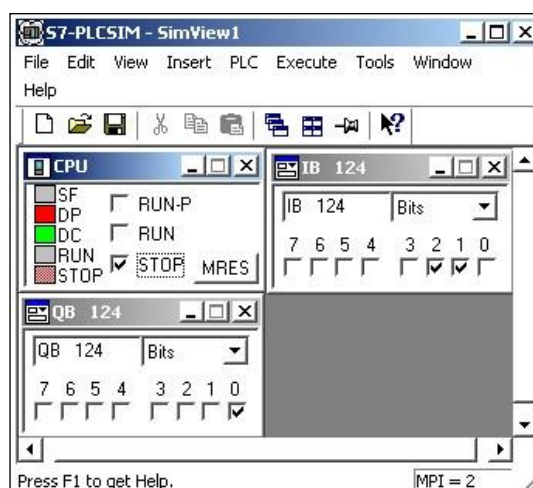 S7-PLCSIM - SimView1
File Edit View Insert PLC Execute Tools Window
Help
CPU
SF
DP
DC
RUN
STOP
RUN-P
RUN
STOP
MRES
IB 124
IB 124 Bits
7 6 5 4 3 2 1 0
QB 124
QB 124 Bits
7 6 5 4 3 2 1 0
Press F1 to get Help. MPI = 2